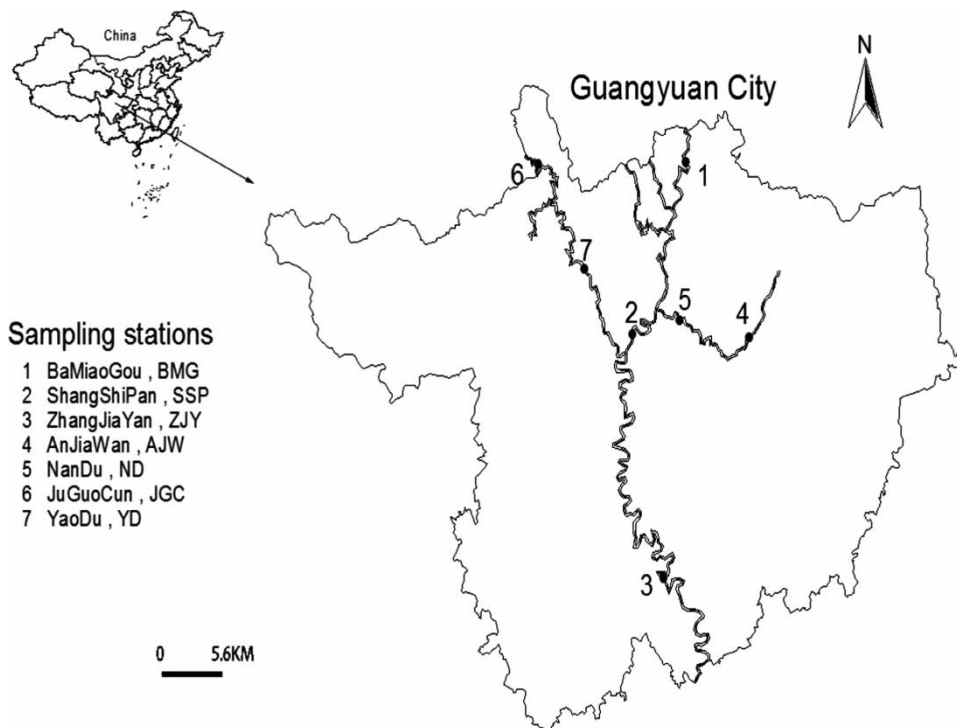 China
N
Guangyuan City
6
1
7
2
5
4
Sampling stations
1 BaMiaoGou , BMG
2 ShangShiPan , SSP
3 ZhangJiaYan , ZJY
4 AnJiaWan , AJW
5 NanDu , ND
6 JuGuoCun , JGC
7 YaoDu , YD
3
0 5.6KM